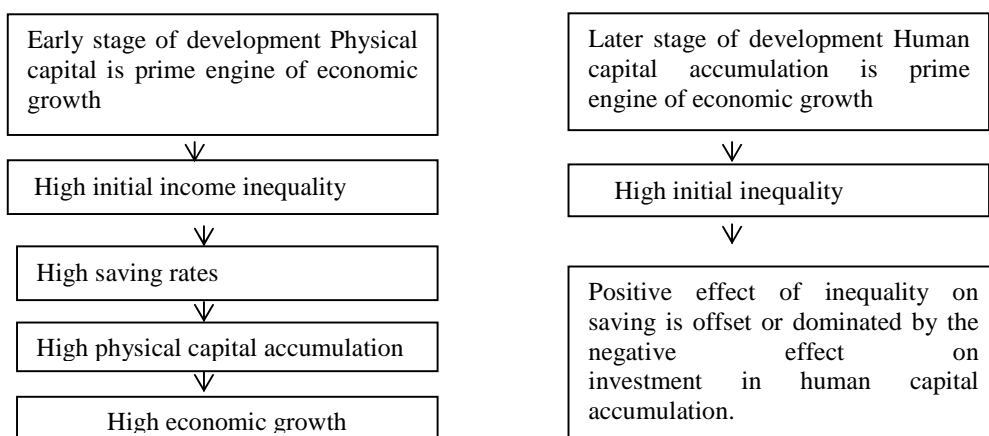 Early stage of development Physical
capital is prime engine of economic
growth
High initial income inequality
High saving rates
High physical capital accumulation
High economic growth
Later stage of development Human
capital accumulation is prime
engine of economic growth
High initial inequality
Positive effect of inequality on
saving is offset or dominated by the
negative effect on
investment in human capital
accumulation.